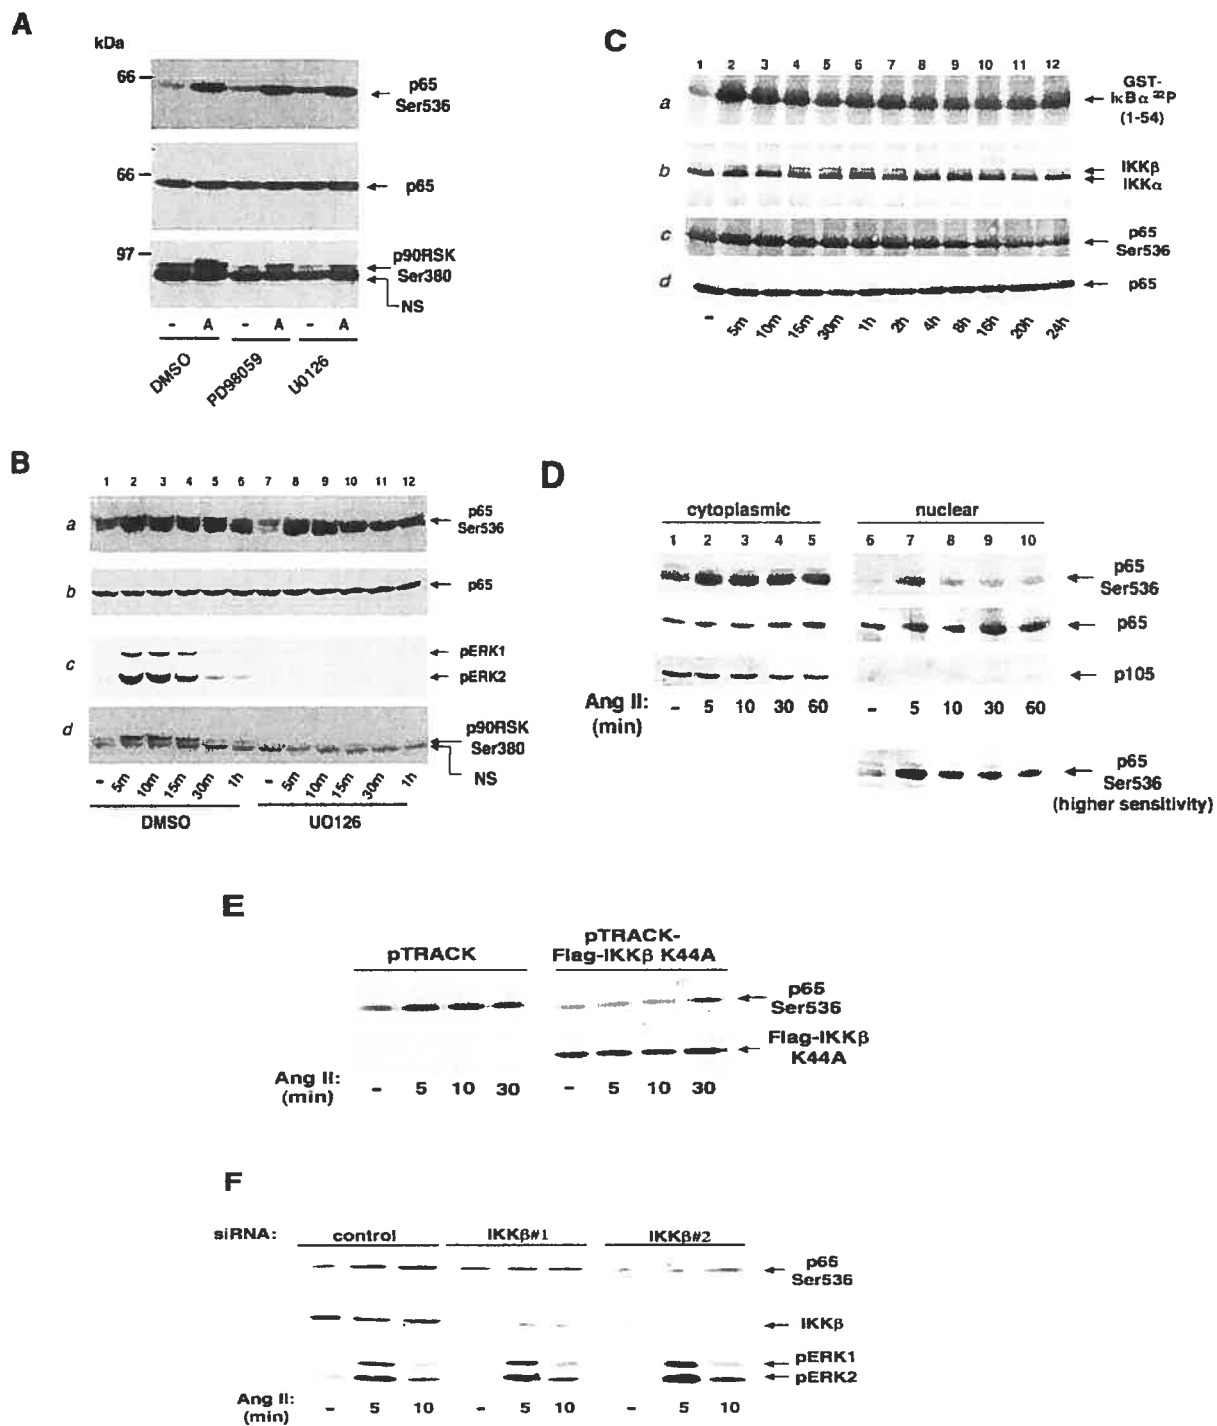 A
kDa
66
p65
Ser536
66
p65
97
p90RSK
Ser380
NS
- A - A - A
DMSO PD98059 U0126
C
1 2 3 4 5 6 7 8 9 10 11 12
a
GST-
IκBα ³²P
(1-54)
b
IKKβ
IKKα
c
p65
Ser536
d
p65
- 5m 10m 15m 30m 1h 2h 4h 8h 16h 20h 24h
B
1 2 3 4 5 6 7 8 9 10 11 12
a
p65
Ser536
b
p65
c
pERK1
pERK2
d
p90RSK
Ser380
NS
- 5m 10m 15m 30m 1h - 5m 10m 15m 30m 1h
DMSO UO126
D
cytoplasmic nuclear
1 2 3 4 5 6 7 8 9 10
p65
Ser536
p65
p105
Ang II: - 5 10 30 60 - 5 10 30 60
(min)
p65
Ser536
(higher sensitivity)
E
pTRACK
pTRACK-
Flag-IKKβ K44A
p65
Ser536
Flag-IKKβ
K44A
Ang II: - 5 10 30 - 5 10 30
(min)
F
siRNA: control IKKβ#1 IKKβ#2
p65
Ser536
IKKβ
pERK1
pERK2
Ang II: - 5 10 - 5 10 - 5 10
(min)